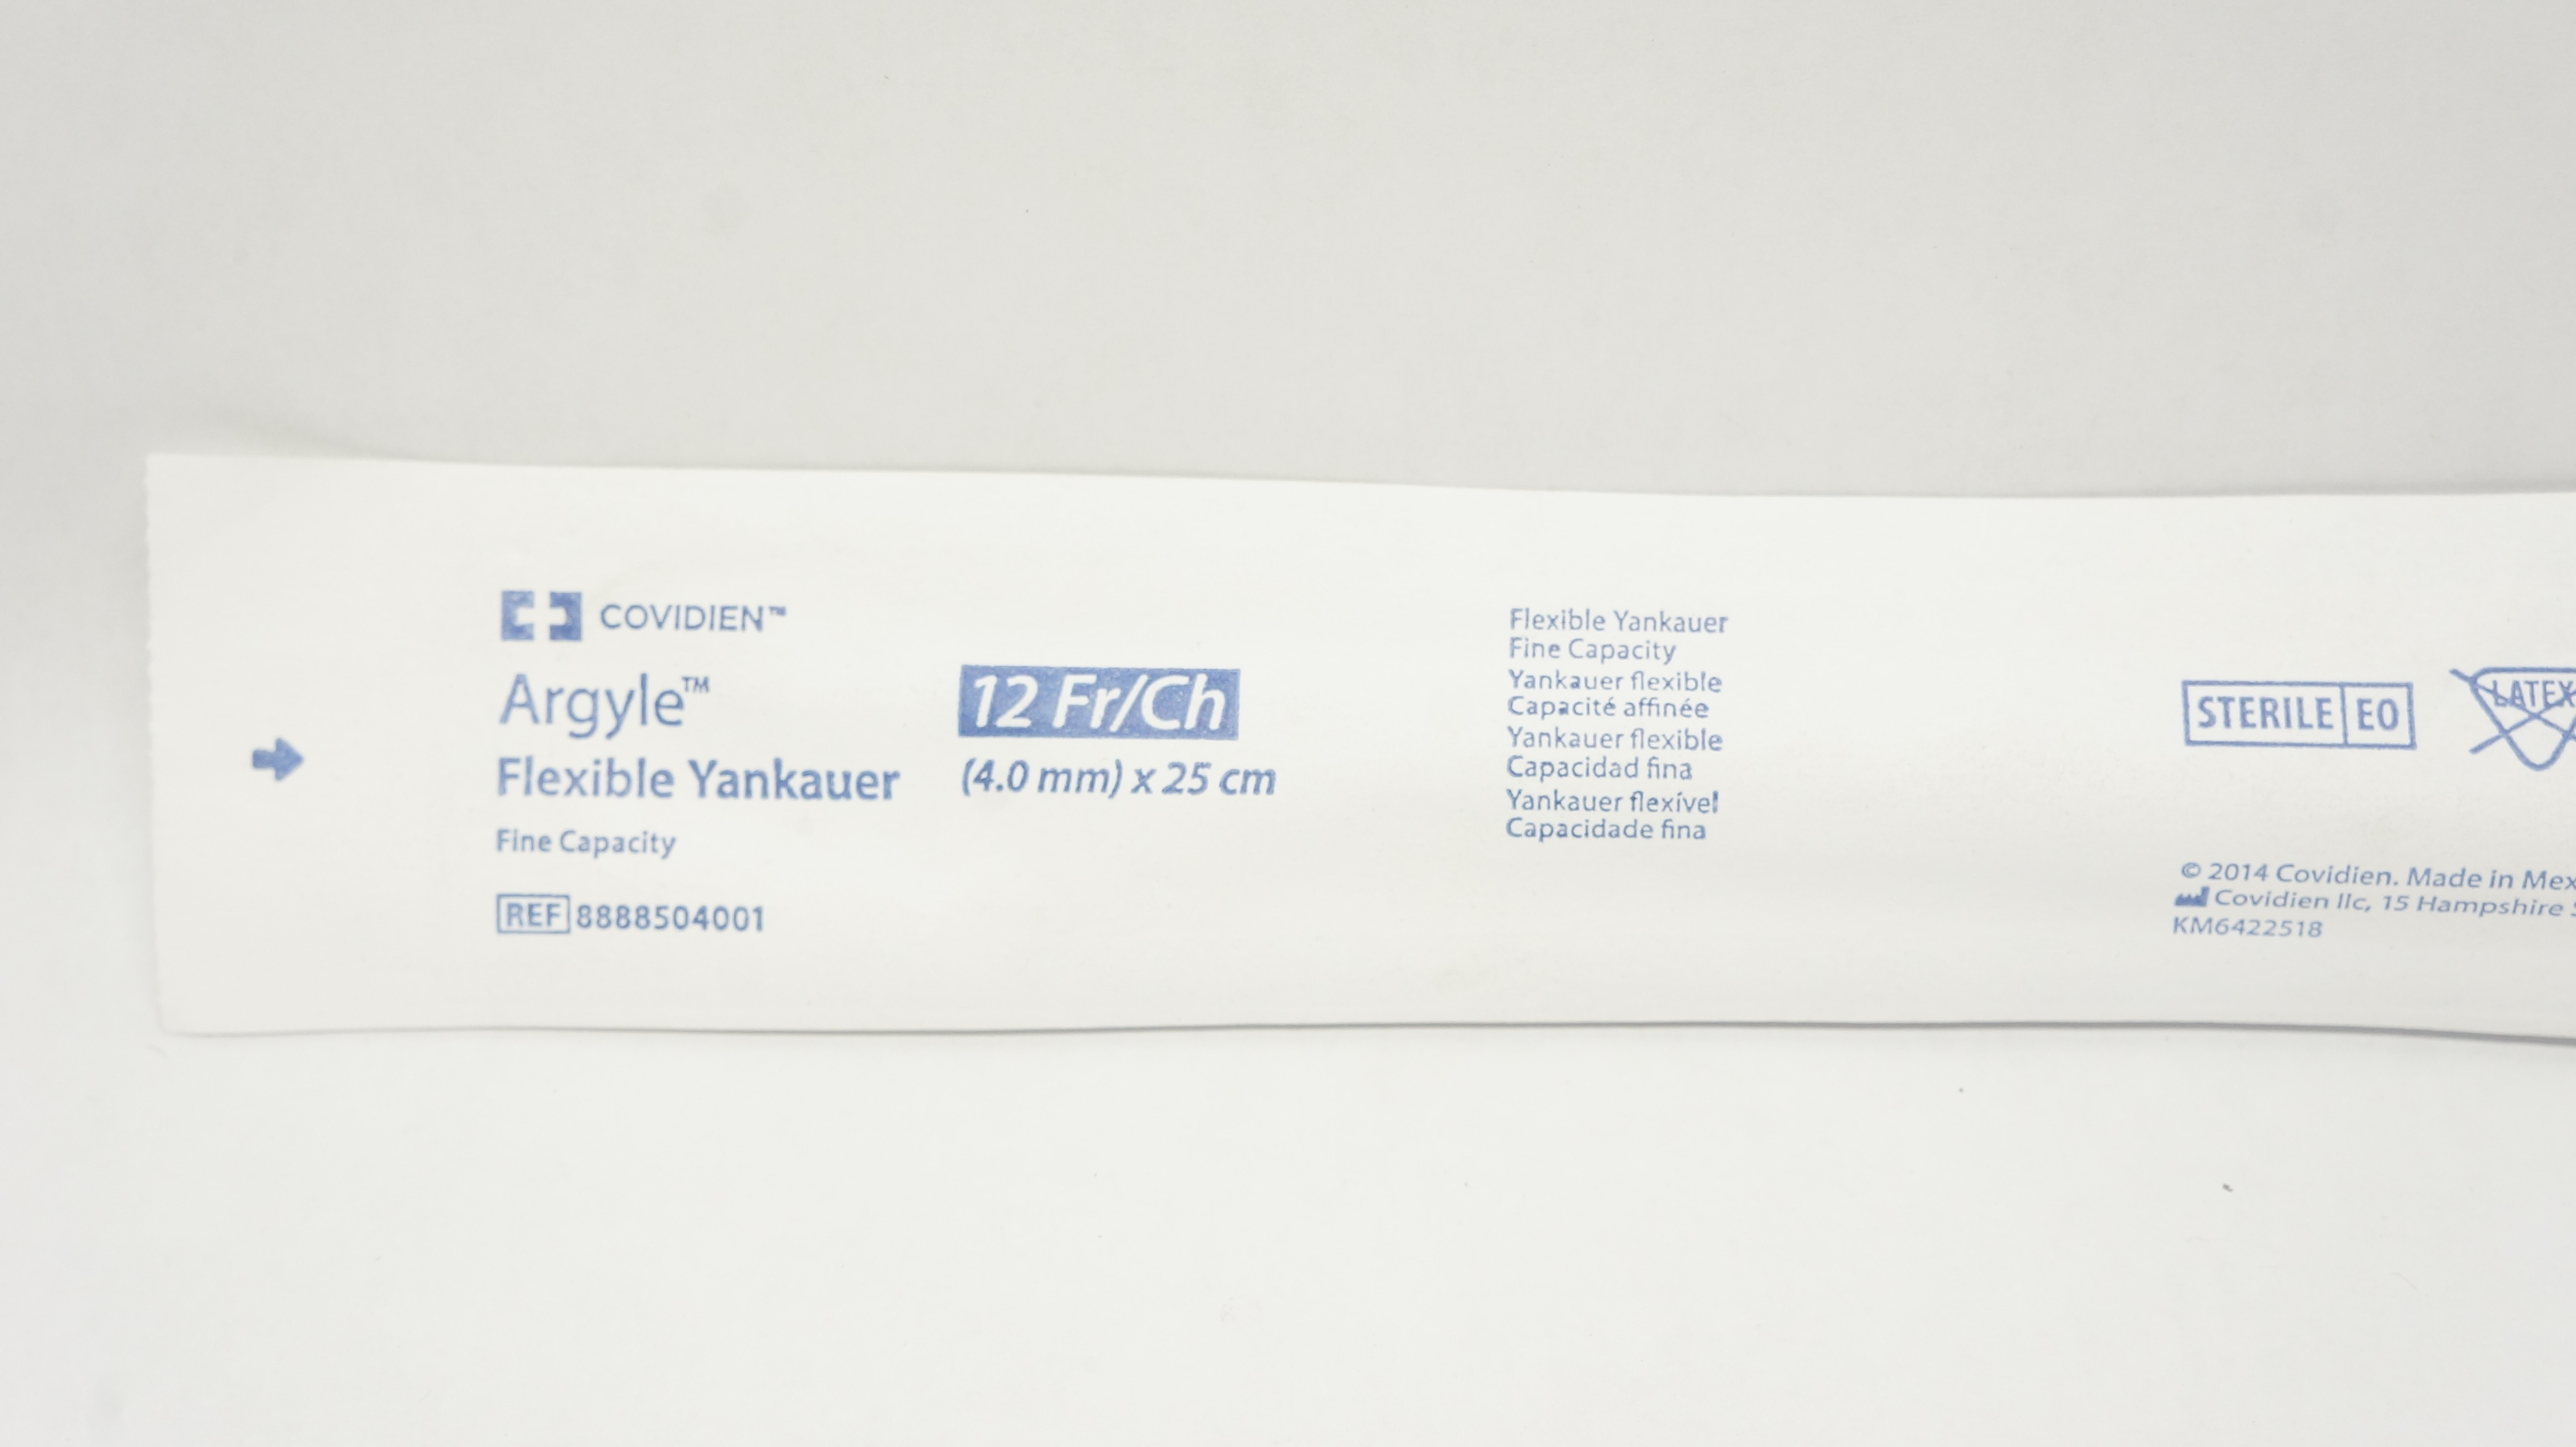 COVIDIEN™
Argyle™
Flexible Yankauer
Fine Capacity
REF 8888504001
12 Fr/Ch
(4.0 mm) x 25 cm
Flexible Yankauer
Fine Capacity
Yankauer flexible
Capacité affinée
Yankauer flexible
Capacidad fina
Yankauer flexível
Capacidade fina
STERILE EO
LATEX
© 2014 Covidien. Made in Mex
Covidien llc, 15 Hampshire S
KM6422518